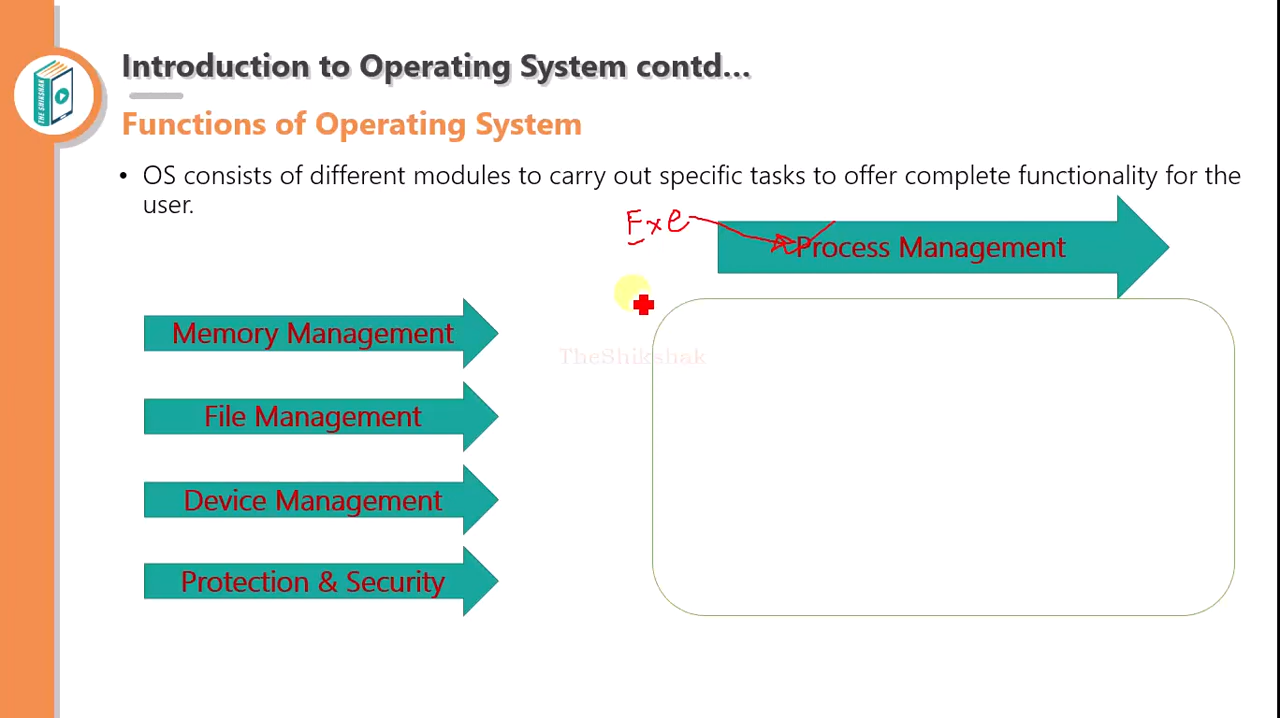 Introduction to Operating System contd...
Functions of Operating System
• OS consists of different modules to carry out specific tasks to offer complete functionality for the
user.
Exe
Process Management
Memory Management
TheShikshak
File Management
Device Management
Protection & Security
THE SHIKSHAK